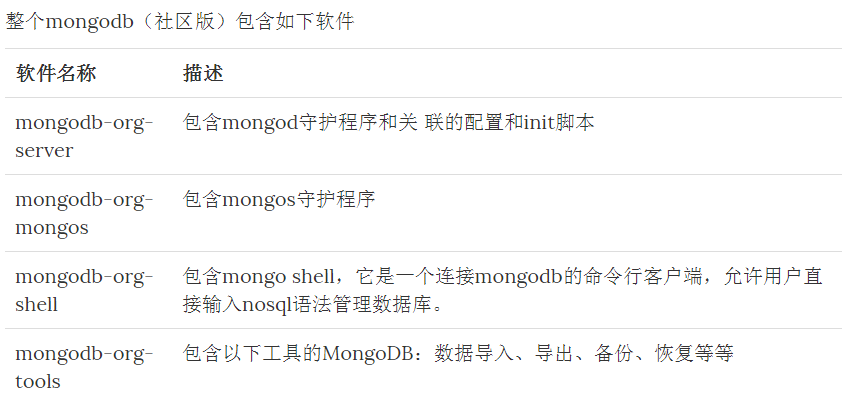 整个mongodb（社区版）包含如下软件
软件名称 描述
mongodb-org-server 包含mongod守护程序和关 联的配置和init脚本
mongodb-org-mongos 包含mongos守护程序
mongodb-org-shell 包含mongo shell，它是一个连接mongodb的命令行客户端，允许用户直
接输入nosql语法管理数据库。
mongodb-org-tools 包含以下工具的MongoDB：数据导入、导出、备份、恢复等等